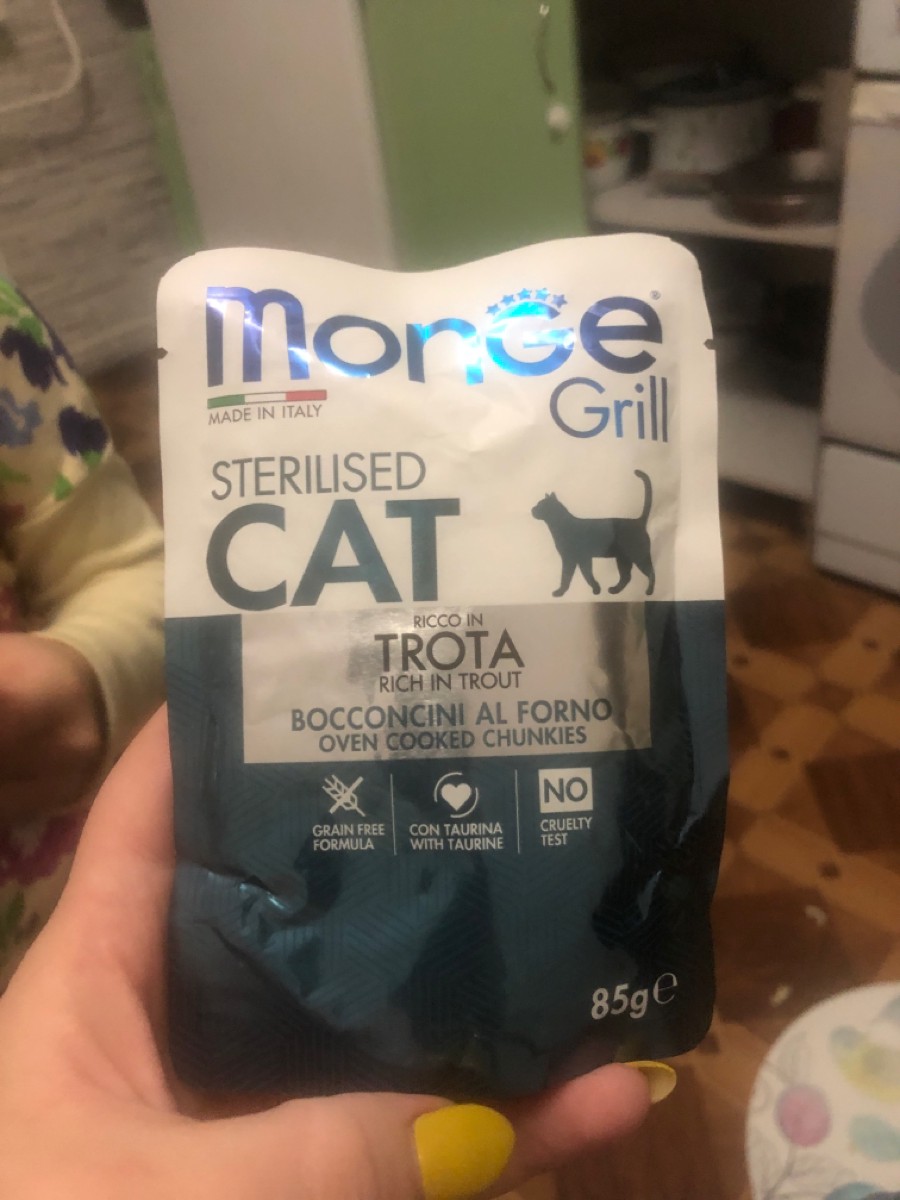 monGe®
Grill
MADE IN ITALY
STERILISED
CAT
RICCO IN
TROTA
RICH IN TROUT
BOCCONCINI AL FORNO
OVEN COOKED CHUNKIES
GRAIN FREE
FORMULA
CON TAURINA
WITH TAURINE
NO
CRUELTY
TEST
85g℮